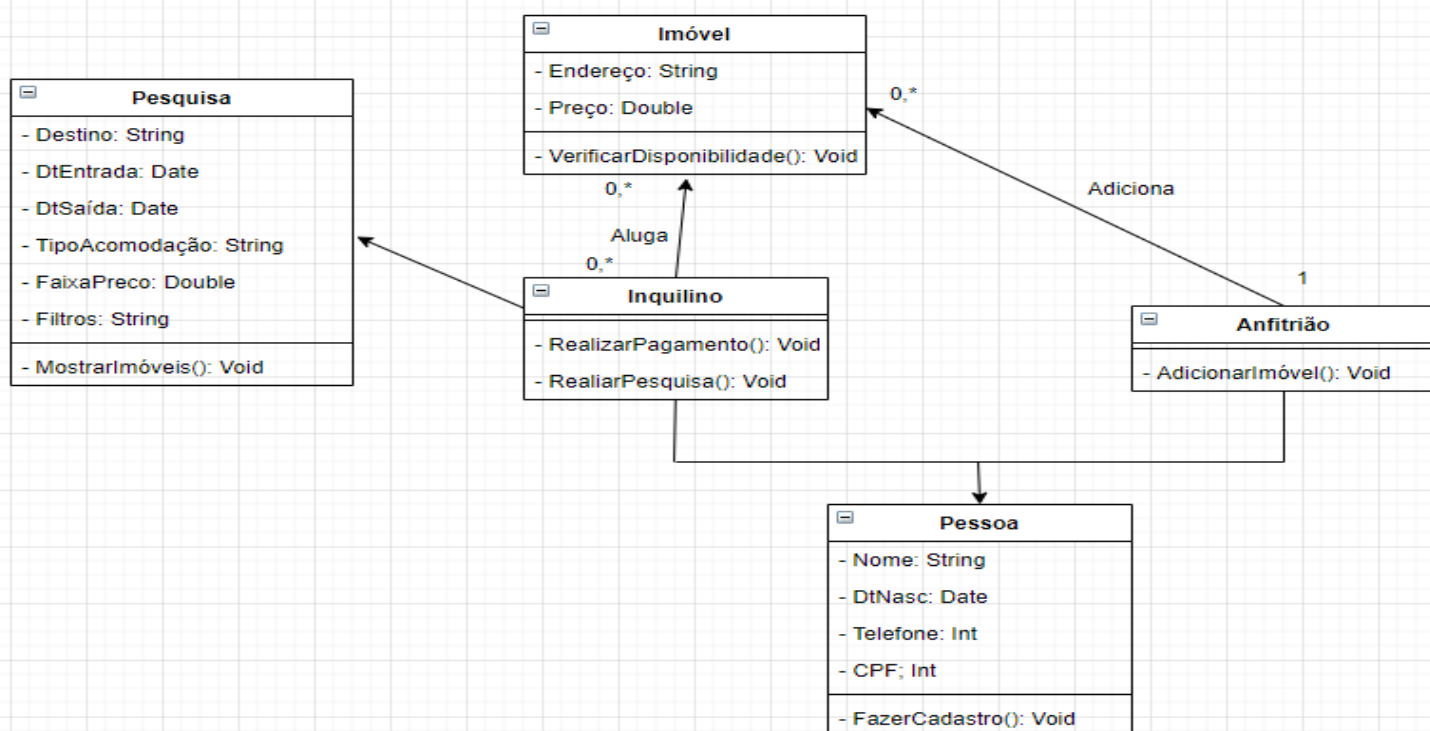 Imóvel
- Endereço: String
- Preço: Double
- VerificarDisponibilidade(): Void
Pesquisa
- Destino: String
- DtEntrada: Date
- DtSaída: Date
- TipoAcomodação: String
- FaixaPreco: Double
- Filtros: String
- MostrarImóveis(): Void
0,*
Adiciona
1
0,*
Aluga
0,*
Inquilino
- RealizarPagamento(): Void
- RealiarPesquisa(): Void
Anfitrião
- AdicionarImóvel(): Void
Pessoa
- Nome: String
- DtNasc: Date
- Telefone: Int
- CPF; Int
- FazerCadastro(): Void